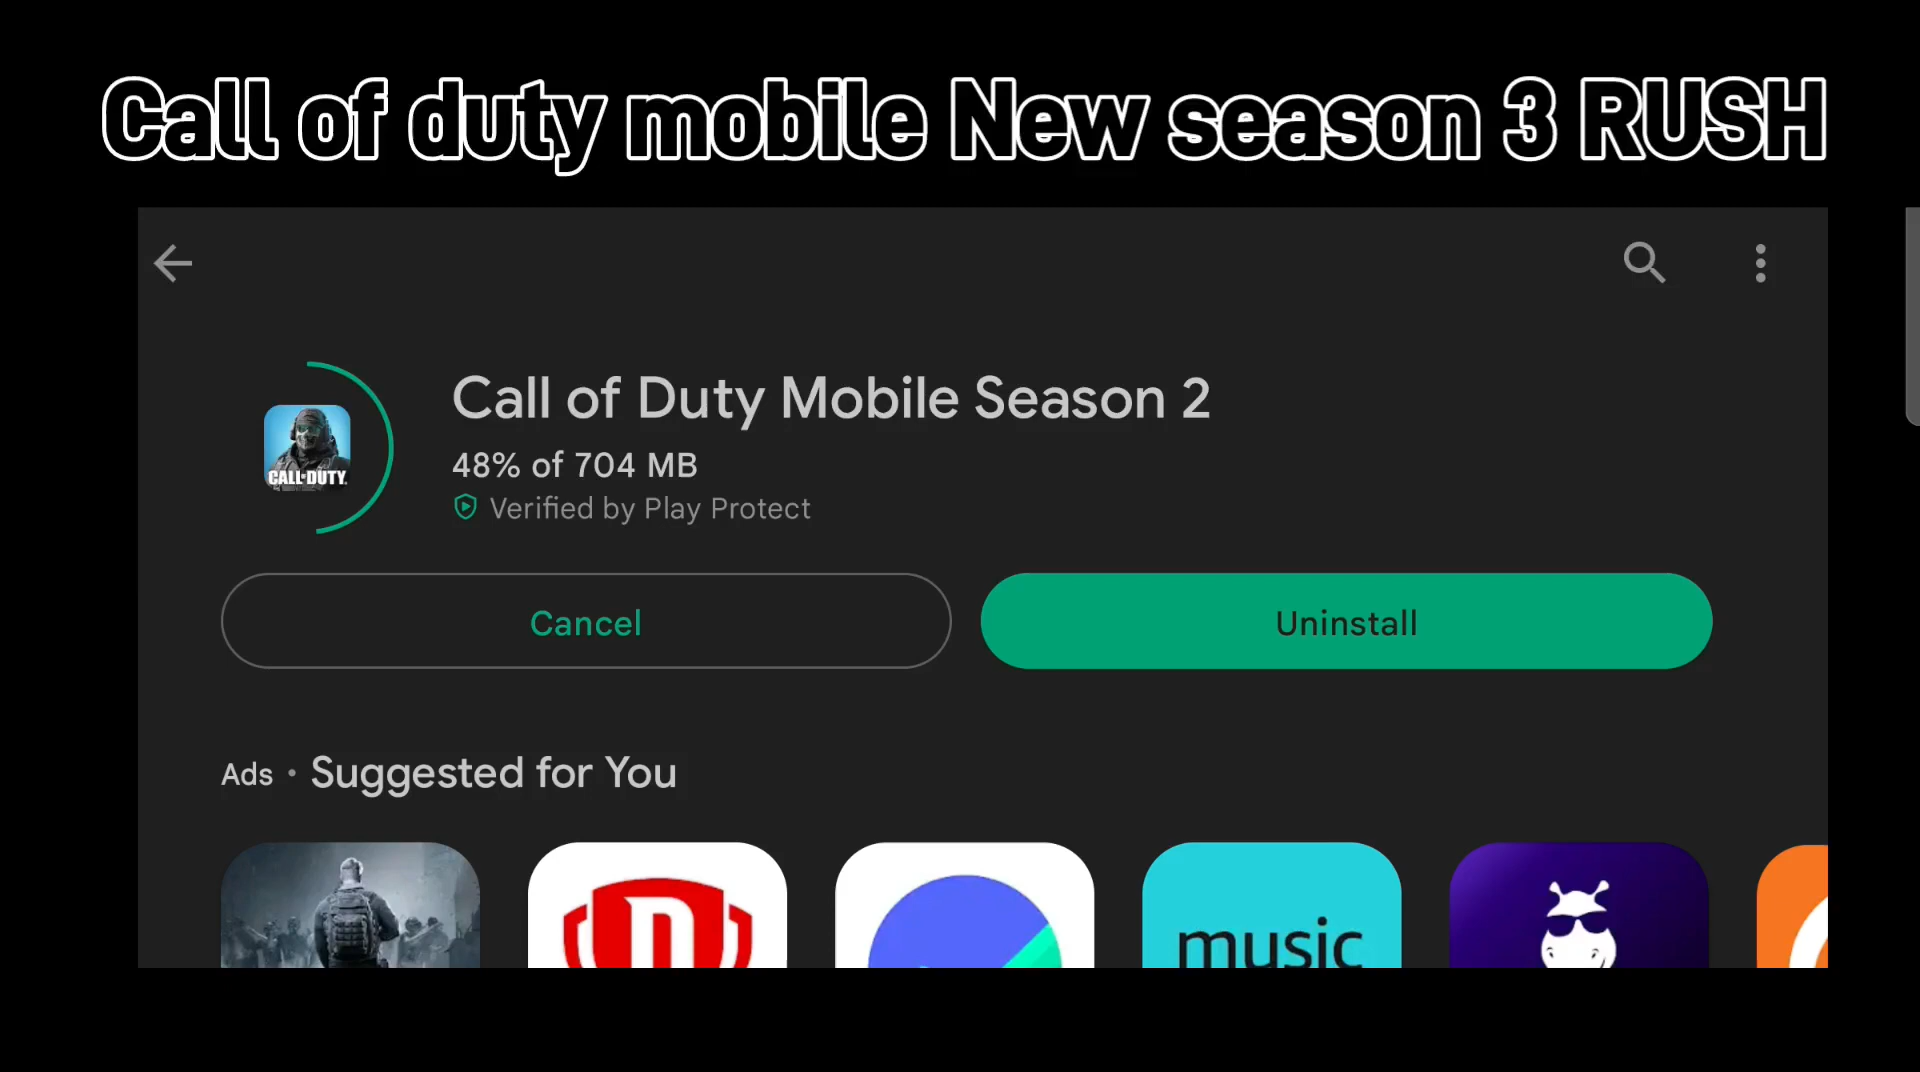 Call of duty mobile New season 3 RUSH
Call of Duty Mobile Season 2
48% of 704 MB
Verified by Play Protect
CALL OF DUTY
Cancel
Uninstall
Ads • Suggested for You
music